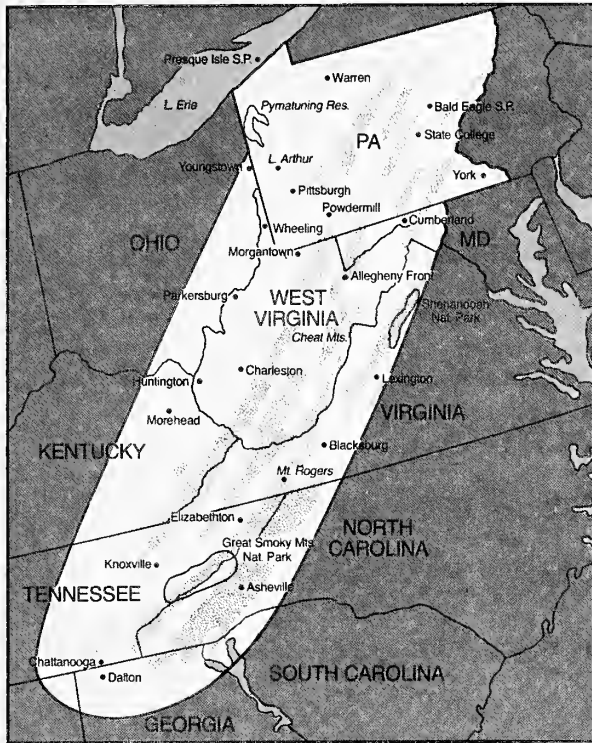 Presque Isle S.P.
Warren
L. Erie
Pymatuning Res.
Bald Eagle S.P.
State College
PA
L. Arthur
Youngstown
York
Pittsburgh
Powdermill
Cumberland
Wheeling
OHIO
MD
Morgantown
Allegheny Front
Parkersburg
WEST
VIRGINIA
Shenandoah
Nat. Park
Cheat Mts.
Charleston
Huntington
Lexington
Morehead
VIRGINIA
KENTUCKY
Blacksburg
Mt. Rogers
Elizabethton
NORTH
CAROLINA
Great Smoky Mts.
Nat. Park
Knoxville
TENNESSEE
Asheville
Chattanooga
Dalton
SOUTH CAROLINA
GEORGIA